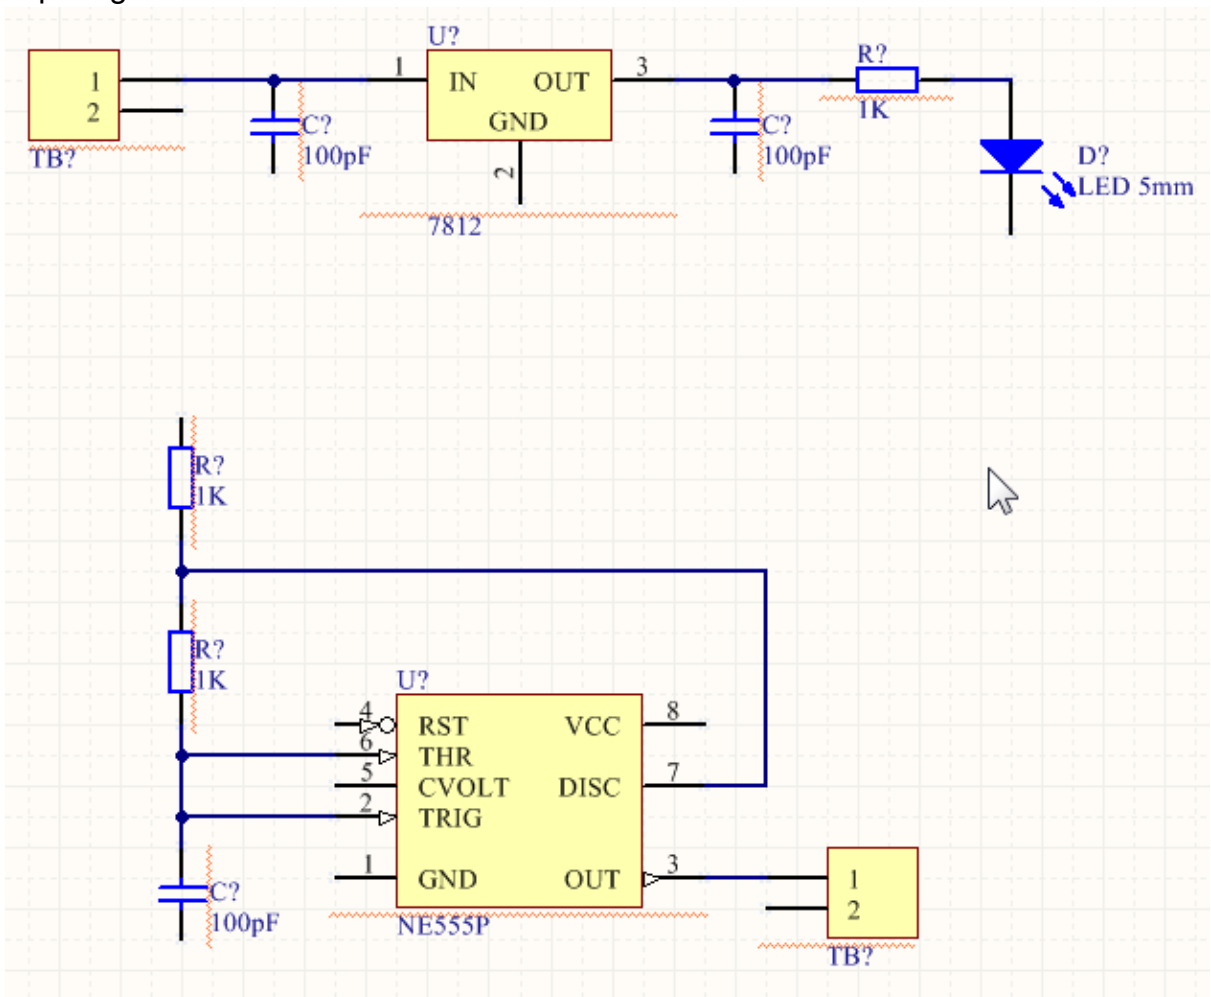 U?
1
2
TB?
1
IN
OUT
GND
3
2
7812
C?
100pF
C?
100pF
R?
1K
D?
LED 5mm
R?
1K
R?
1K
U?
4
RST
VCC
8
6
THR
5
CVOLT
DISC
7
2
TRIG
1
GND
OUT
3
NE555P
C?
100pF
1
2
TB?